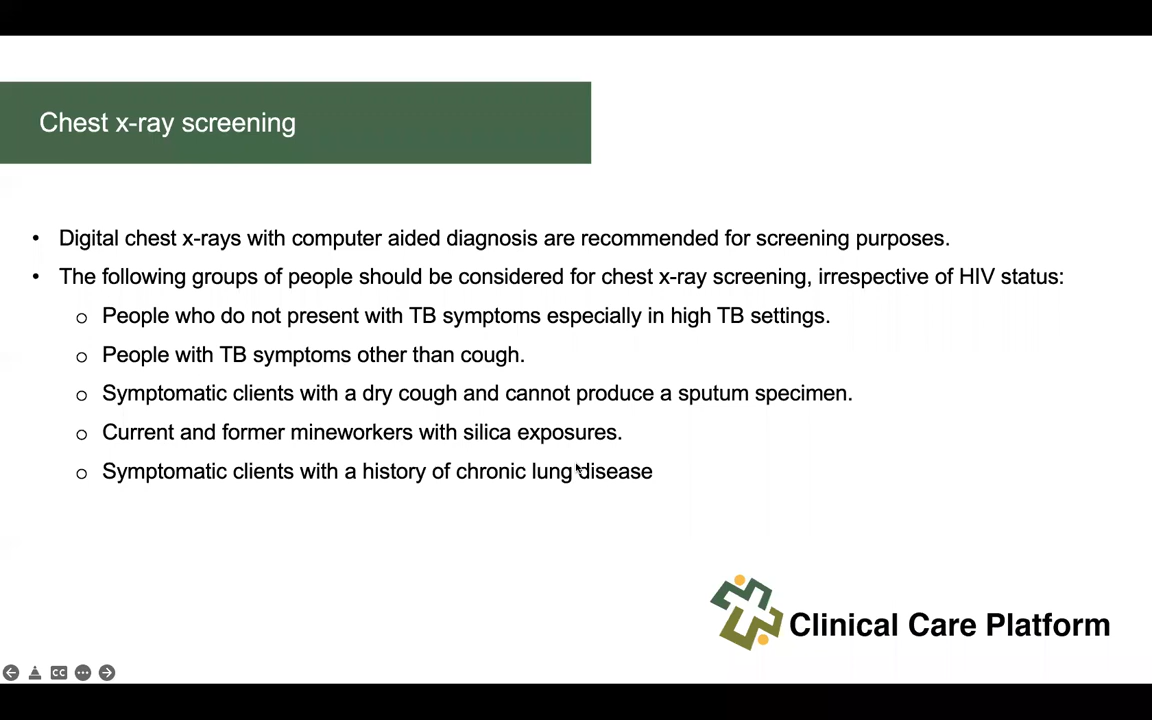 Chest x-ray screening
• Digital chest x-rays with computer aided diagnosis are recommended for screening purposes.
• The following groups of people should be considered for chest x-ray screening, irrespective of HIV status:
o People who do not present with TB symptoms especially in high TB settings.
o People with TB symptoms other than cough.
o Symptomatic clients with a dry cough and cannot produce a sputum specimen.
o Current and former mineworkers with silica exposures.
o Symptomatic clients with a history of chronic lung disease
Clinical Care Platform
CC